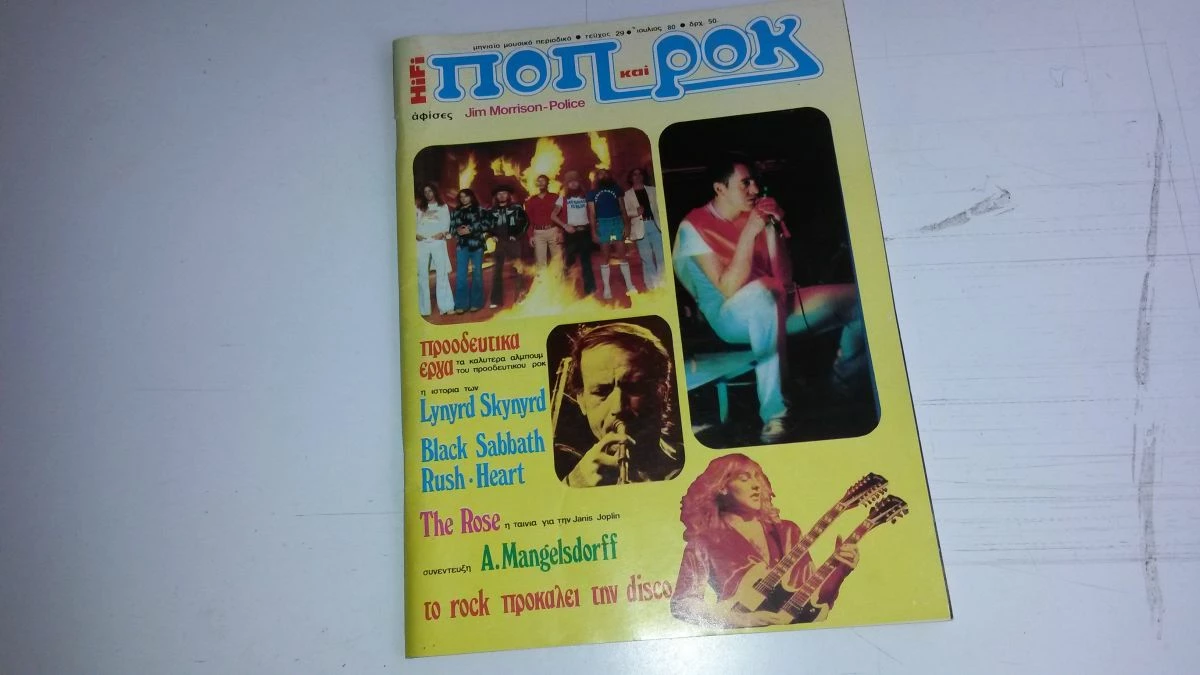 μηνιαίο μουσικό περιοδικό ● τεύχος 29 ● ἰούλιος 80 ● δρχ. 50
HiFi
ποπ και ροκ
ἀφίσες Jim Morrison-Police
προοδευτικα
εργα τα καλυτερα αλμπουμ
του προοδευτικου ροκ
η ιστορια των
Lynyrd Skynyrd
Black Sabbath
Rush·Heart
The Rose η ταινια για την Janis Joplin
συνεντευξη A.Mangelsdorff
το rock προκαλει την disco